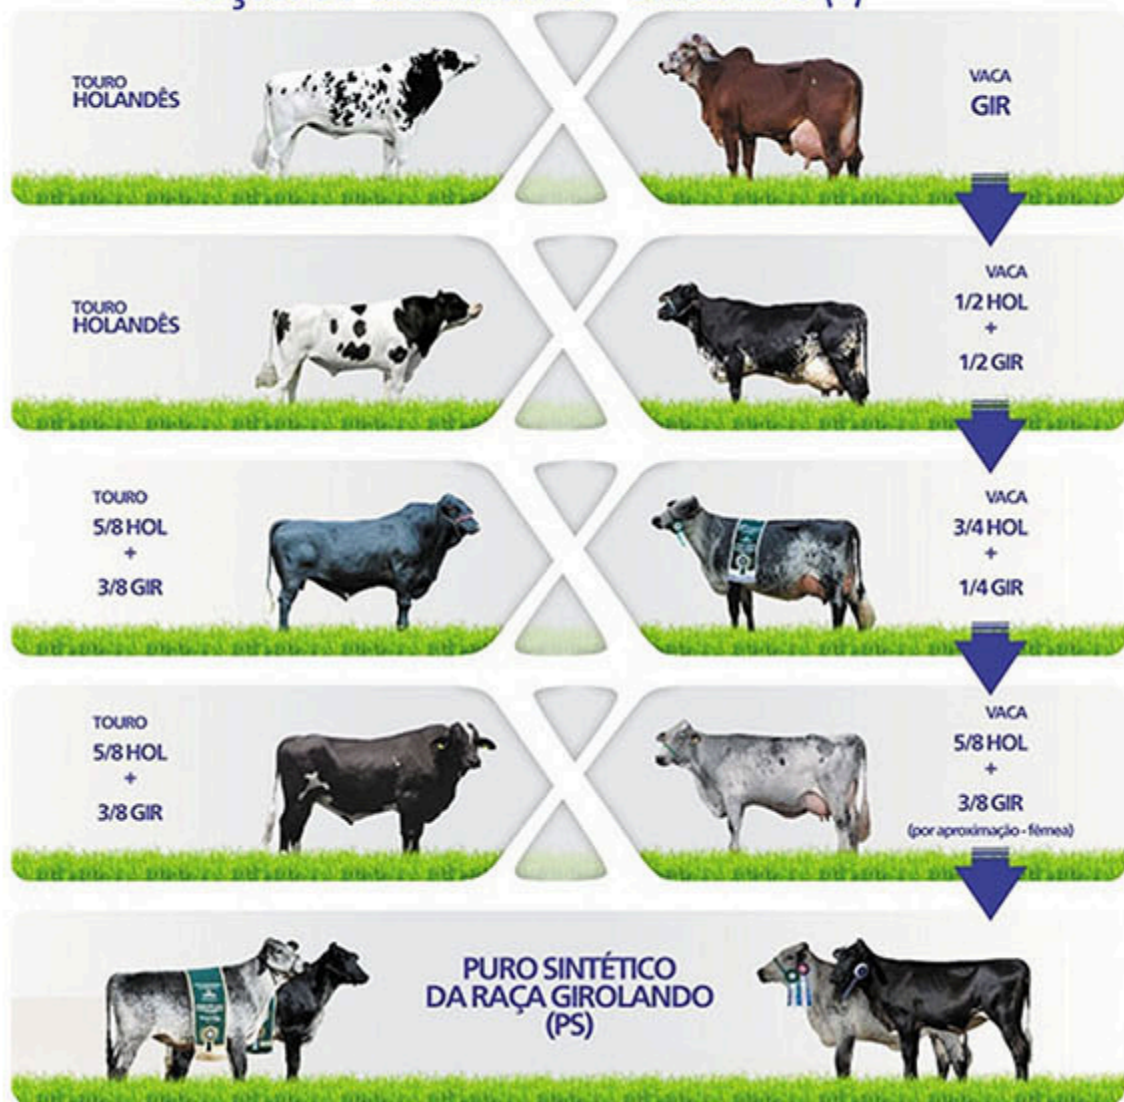 TOURO
HOLANDÊS
VACA
GIR
TOURO
HOLANDÊS
VACA
1/2 HOL
+
1/2 GIR
TOURO
5/8 HOL
+
3/8 GIR
VACA
3/4 HOL
+
1/4 GIR
TOURO
5/8 HOL
+
3/8 GIR
VACA
5/8 HOL
+
3/8 GIR
(por aproximação - fêmea)
PURO SINTÉTICO
DA RAÇA GIROLANDO
(PS)